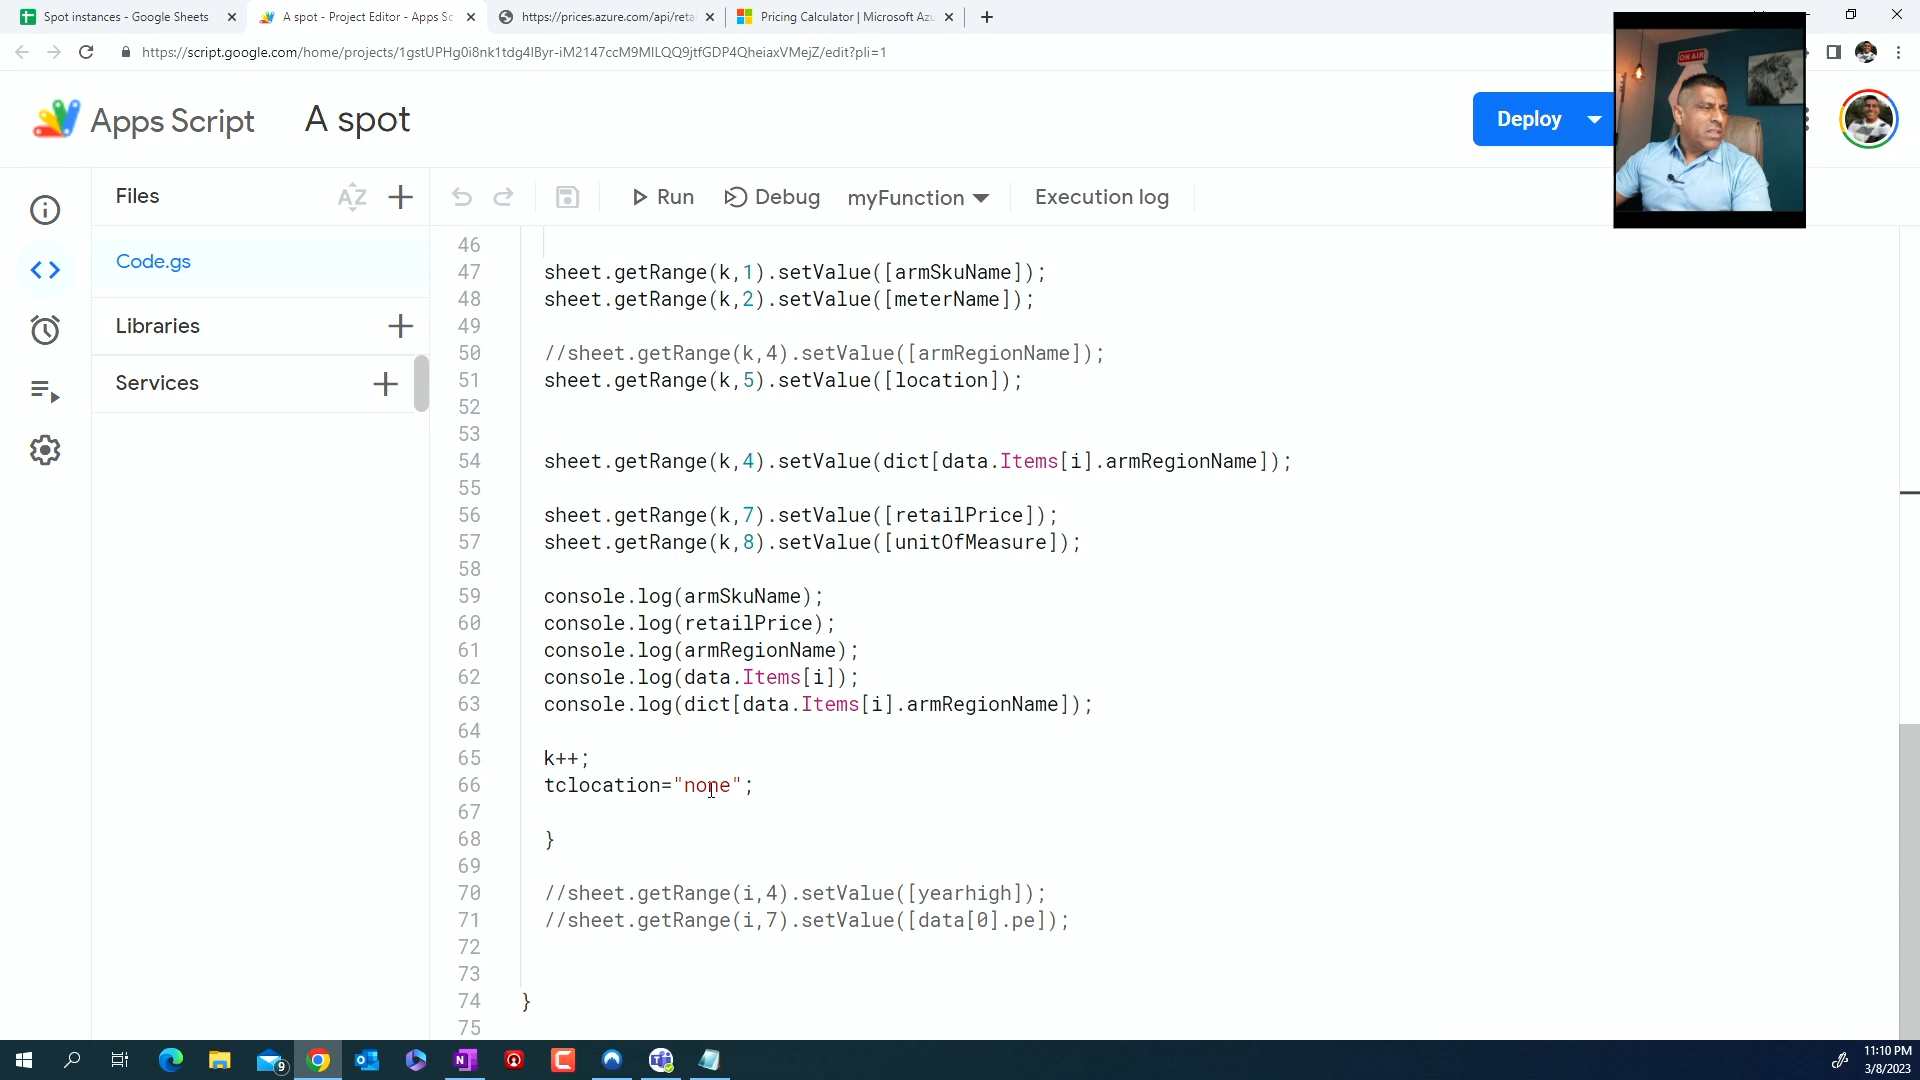 Spot instances - Google Sheets
A spot - Project Editor - Apps Sc
https://prices.azure.com/api/retai
Pricing Calculator | Microsoft Azu
https://script.google.com/home/projects/1gstUPHg0i8nk1tdg4lByr-iM2147ccM9MlLQQ9jtfGDP4QheiaxVMejZ/edit?pli=1
ON AIR
Apps Script
A spot
Deploy
Files
AZ
Run
Debug
myFunction
Execution log
Code.gs
Libraries
Services
46
47 sheet.getRange(k,1).setValue([armSkuName]);
48 sheet.getRange(k,2).setValue([meterName]);
49
50 //sheet.getRange(k,4).setValue([armRegionName]);
51 sheet.getRange(k,5).setValue([location]);
52
53
54 sheet.getRange(k,4).setValue(dict[data.Items[i].armRegionName]);
55
56 sheet.getRange(k,7).setValue([retailPrice]);
57 sheet.getRange(k,8).setValue([unitOfMeasure]);
58
59 console.log(armSkuName);
60 console.log(retailPrice);
61 console.log(armRegionName);
62 console.log(data.Items[i]);
63 console.log(dict[data.Items[i].armRegionName]);
64
65 k++;
66 tclocation="none";
67
68 }
69
70 //sheet.getRange(i,4).setValue([yearhigh]);
71 //sheet.getRange(i,7).setValue([data[0].pe]);
72
73
74 }
75
9
11:10 PM
3/8/2023